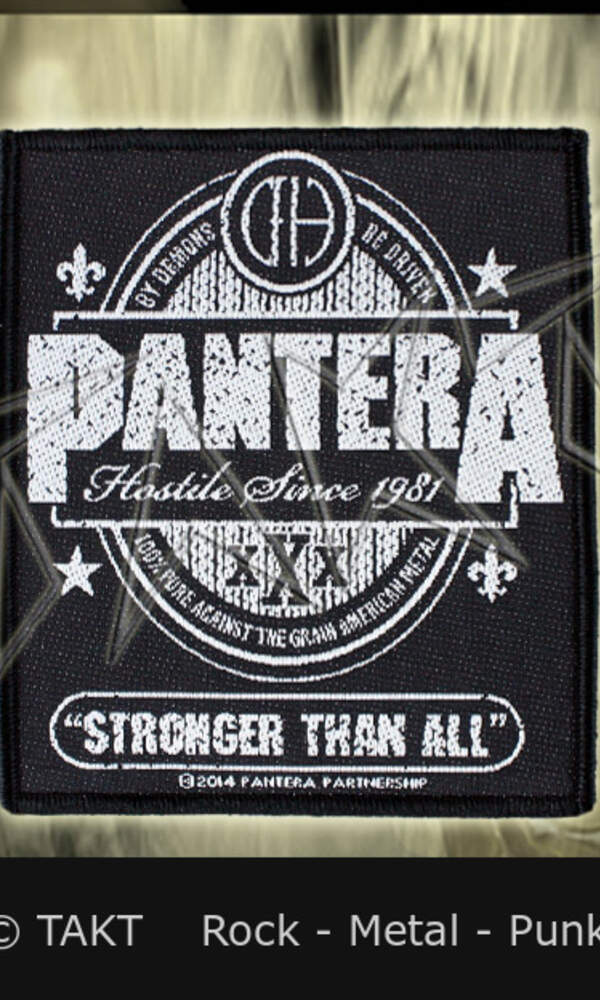 CFH
BY DEMONS BE DRIVEN
PANTERA
Hostile Since 1981
XXX
100% PURE AGAINST THE GRAIN AMERICAN METAL
“STRONGER THAN ALL”
©2014 PANTERA PARTNERSHIP
© TAKT Rock - Metal - Punk